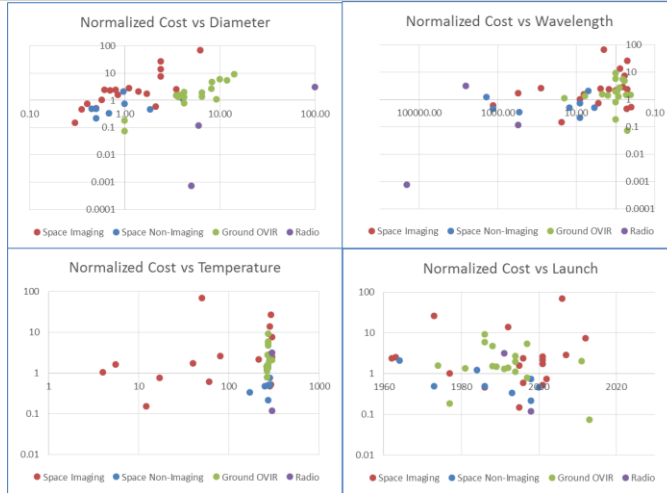 Normalized Cost vs Diameter
100
10
1
0.10 1.00 10.00 100.00
0.1
0.01
0.001
0.0001
Space Imaging Space Non-Imaging Ground OVIR Radio
Normalized Cost vs Wavelength
100
10
1
100000.00 1000.00 10.00 0.10
0.1
0.01
0.001
0.0001
Space Imaging Space Non-Imaging Ground OVIR Radio
Normalized Cost vs Temperature
100
10
1
1 10 100 1000
0.1
0.01
Space Imaging Space Non-Imaging Ground OVIR Radio
Normalized Cost vs Launch
100
10
1
1960 1980 2000 2020
0.1
0.01
Space Imaging Space Non-Imaging Ground OVIR Radio